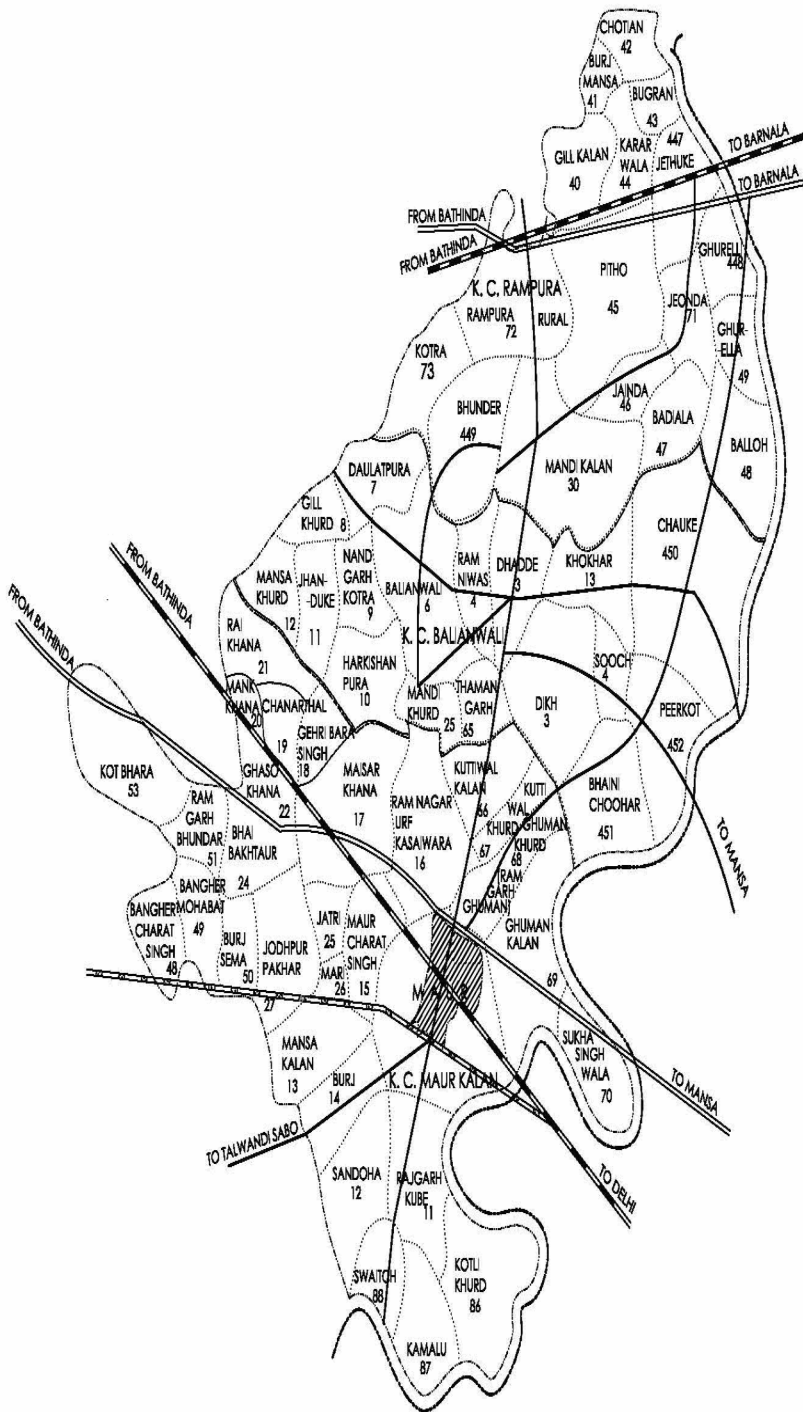 CHOTIAN
42
BURJ
MANSA
41
BUGRAN
43
447
JETHUKE
KARAR
WALA
44
GILL KALAN
40
TO BARNALA
TO BARNALA
FROM BATHINDA
FROM BATHINDA
GHURELL
448
PITHO
45
K. C. RAMPURA
RAMPURA
72
RURAL
JEONDA
71
GHUR-
ELLA
49
KOTRA
73
JAINDA
46
BHUNDER
449
BADIALA
47
BALLOH
48
MANDI KALAN
30
DAULATPURA
7
GILL
KHURD
8
CHAUKE
450
FROM BATHINDA
FROM BATHINDA
NAND
GARH
KOTRA
9
RAM
NIWAS
4
DHADDE
3
KHOKHAR
13
MANSA
KHURD
12
JHAN-
-DUKE
11
BALIANWALI
6
K. C. BALIANWALI
RAI
KHANA
21
HARKISHAN
PURA
10
SOOCH
4
MANK
KHANA
20
CHANARTHAL
19
MANDI
KHURD
25
THAMAN
GARH
65
DIKH
3
PEERKOT
452
GEHRI BARA
SINGH
18
KOT BHARA
53
GHASO
KHANA
22
MAISAR
KHANA
17
KUTTIWAL
KALAN
66
RAM NAGAR
URF
KASAIWARA
16
KUTTI
WAL
KHURD
67
BHAINI
CHOOHAR
451
RAM
GARH
BHUNDAR
51
BHAI
BAKHTAUR
24
GHUMAN
KHURD
68
TO MANSA
RAM
GARH
GHUMAN
BANGHER
MOHABAT
49
BANGHER
CHARAT
SINGH
48
BURJ
SEMA
50
JODHPUR
PAKHAR
27
JATRI
25
MARI
26
MAUR
CHARAT
SINGH
15
GHUMAN
KALAN
69
MANSA
KALAN
13
BURJ
14
K. C. MAUR KALAN
SUKHA
SINGH
WALA
70
TO MANSA
TO TALWANDI SABO
TO DELHI
SANDOHA
12
RAJGARH
KUBE
11
SWAITCH
88
KOTLI
KHURD
86
KAMALU
87